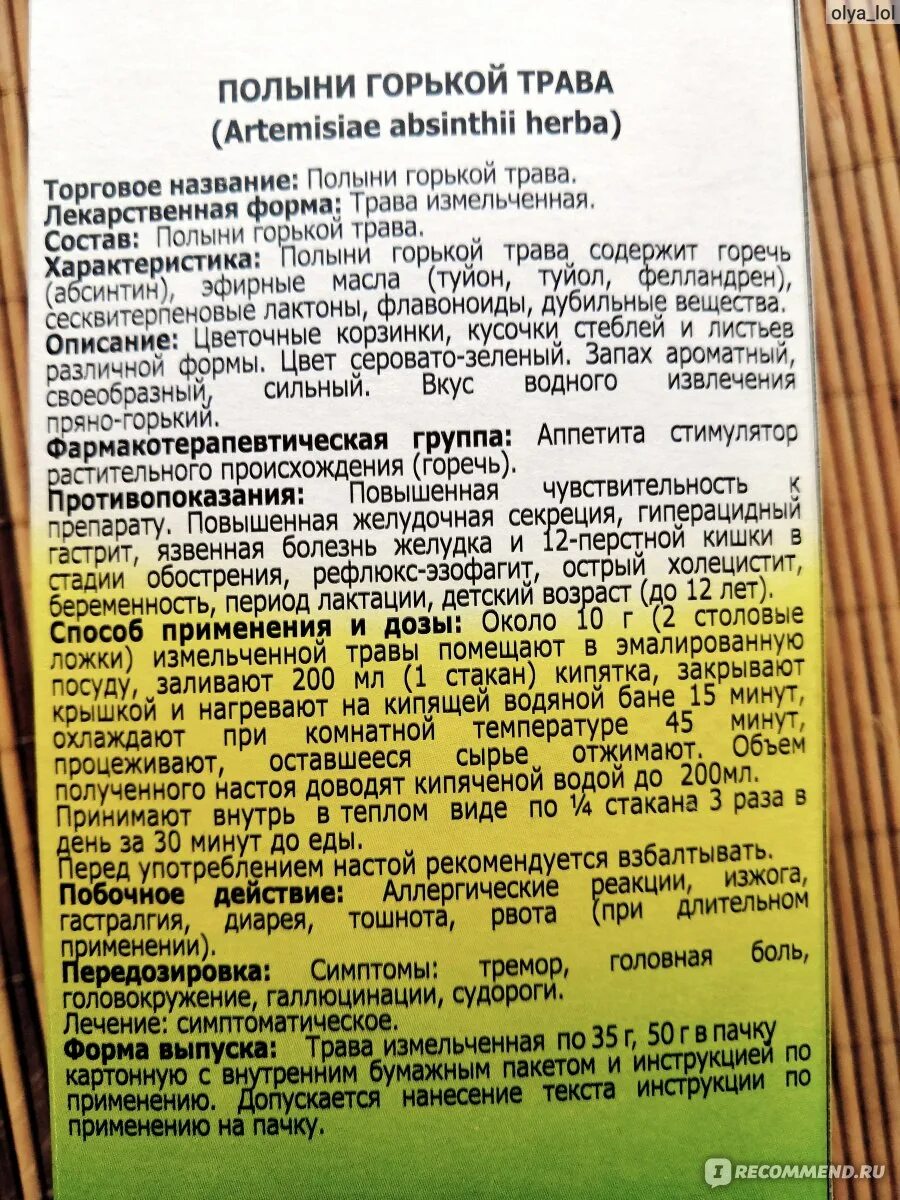 olya_lol
ПОЛЫНИ ГОРЬКОЙ ТРАВА
(Artemisiae absinthii herba)
Торговое название: Полыни горькой трава.
Лекарственная форма: Трава измельченная.
Состав: Полыни горькой трава.
Характеристика: Полыни горькой трава содержит горечь
(абсинтин), эфирные масла (туйон, туйол, фелландрен),
сесквитерпеновые лактоны, флавоноиды, дубильные вещества.
Описание: Цветочные корзинки, кусочки стеблей и листьев
различной формы. Цвет серовато-зеленый. Запах ароматный,
своеобразный, сильный. Вкус водного извлечения
пряно-горький.
Фармакотерапевтическая группа: Аппетита стимулятор
растительного происхождения (горечь).
Противопоказания: Повышенная чувствительность к
препарату. Повышенная желудочная секреция, гиперацидный
гастрит, язвенная болезнь желудка и 12-перстной кишки в
стадии обострения, рефлюкс-эзофагит, острый холецистит,
беременность, период лактации, детский возраст (до 12 лет).
Способ применения и дозы: Около 10 г (2 столовые
ложки) измельченной травы помещают в эмалированную
посуду, заливают 200 мл (1 стакан) кипятка, закрывают
крышкой и нагревают на кипящей водяной бане 15 минут,
охлаждают при комнатной температуре 45 минут,
процеживают, оставшееся сырье отжимают. Объем
полученного настоя доводят кипяченой водой до 200мл.
Принимают внутрь в теплом виде по ¼ стакана 3 раза в
день за 30 минут до еды.
Перед употреблением настой рекомендуется взбалтывать.
Побочное действие: Аллергические реакции, изжога,
гастралгия, диарея, тошнота, рвота (при длительном
применении).
Передозировка: Симптомы: тремор, головная боль,
головокружение, галлюцинации, судороги.
Лечение: симптоматическое.
Форма выпуска: Трава измельченная по 35 г, 50 г в пачку
картонную с внутренним бумажным пакетом и инструкцией по
применению. Допускается нанесение текста инструкции по
применению на пачку.
IRECOMMEND.RU